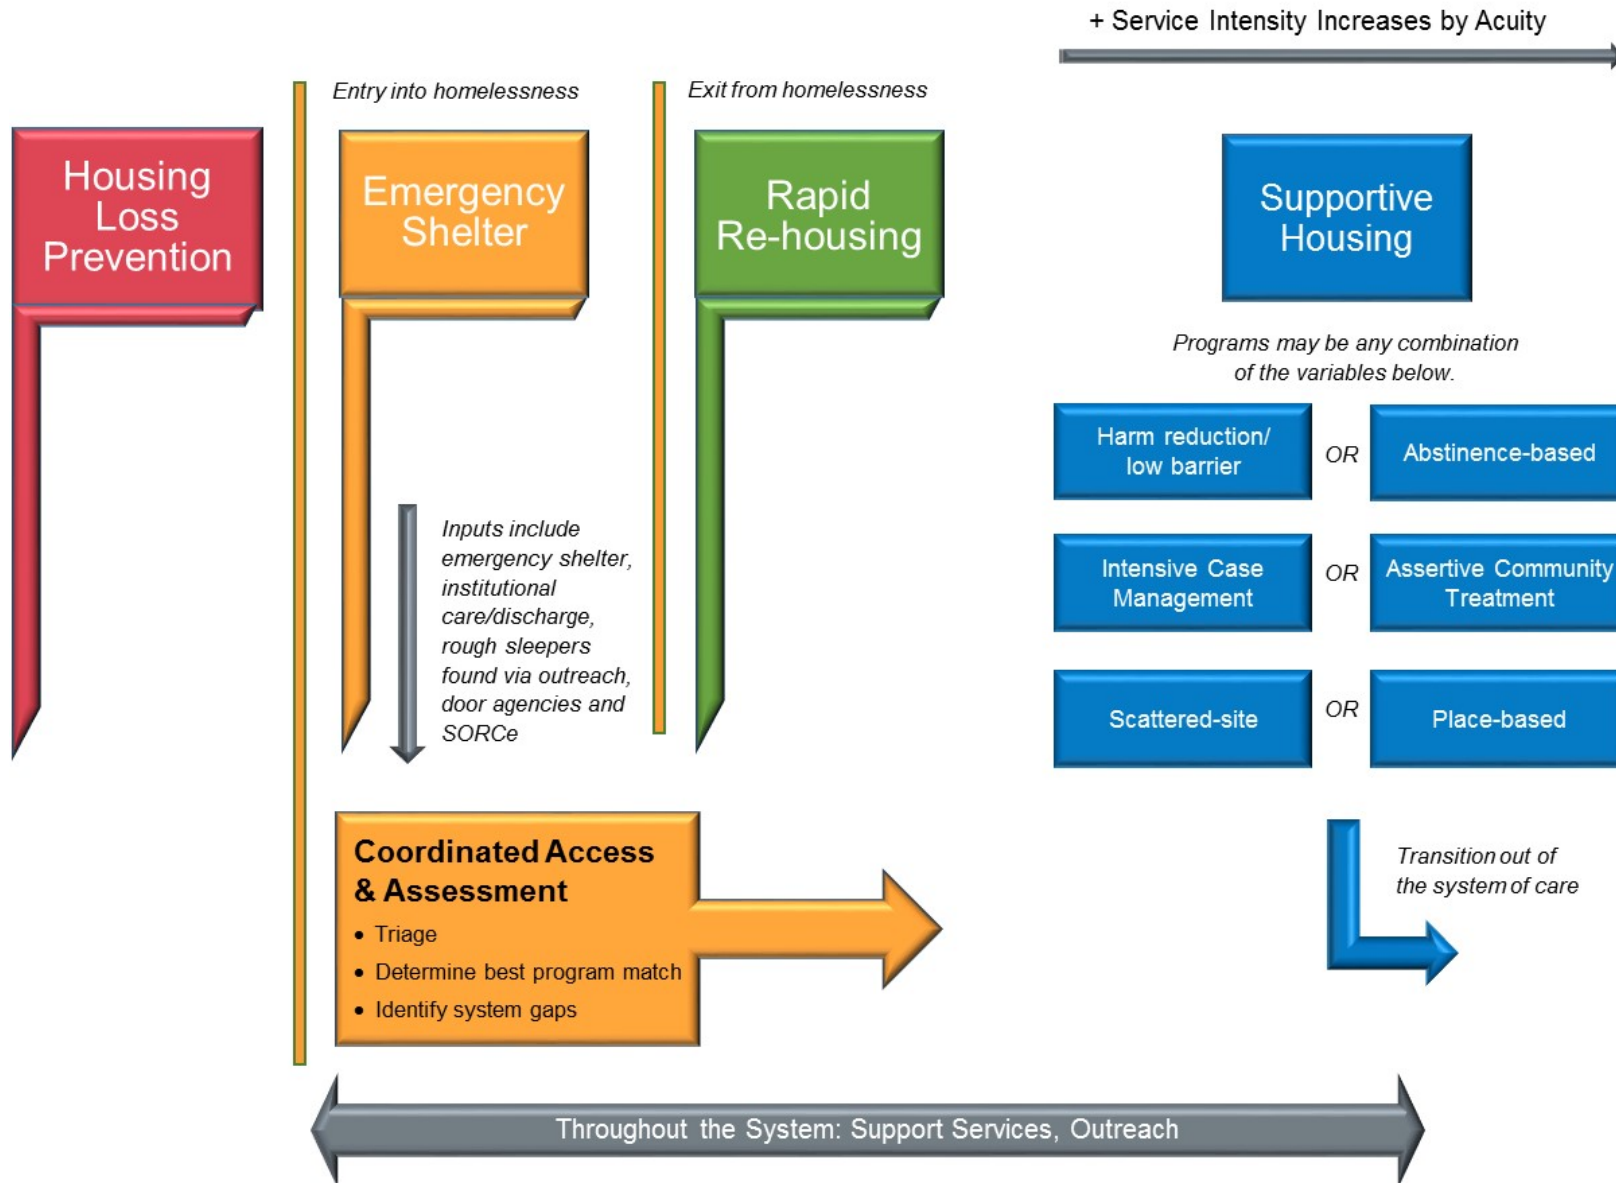 + Service Intensity Increases by Acuity
Entry into homelessness
Exit from homelessness
Housing
Loss
Prevention
Emergency
Shelter
Rapid
Re-housing
Supportive
Housing
Programs may be any combination
of the variables below.
Harm reduction/
low barrier
OR
Abstinence-based
Intensive Case
Management
OR
Assertive Community
Treatment
Scattered-site
OR
Place-based
Inputs include
emergency shelter,
institutional
care/discharge,
rough sleepers
found via outreach,
door agencies and
SORCe
Coordinated Access
& Assessment
• Triage
• Determine best program match
• Identify system gaps
Transition out of
the system of care
Throughout the System: Support Services, Outreach